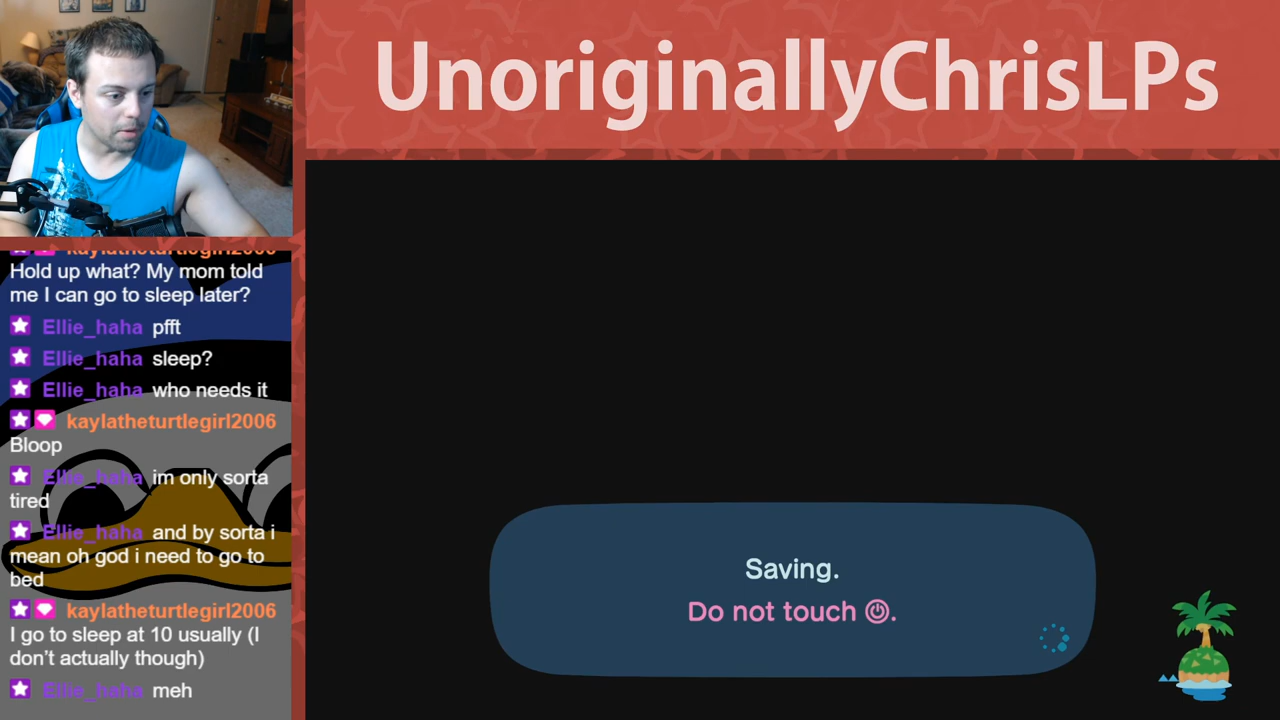 UnoriginallyChrisLPs
kaylatheturtlegirl2006
Hold up what? My mom told
me I can go to sleep later?
Ellie_haha pfft
Ellie_haha sleep?
Ellie_haha who needs it
kaylatheturtlegirl2006
Bloop
Ellie_haha im only sorta
tired
Ellie_haha and by sorta i
mean oh god i need to go to
bed
kaylatheturtlegirl2006
I go to sleep at 10 usually (I
don't actually though)
Ellie_haha meh
Saving.
Do not touch ⏻.